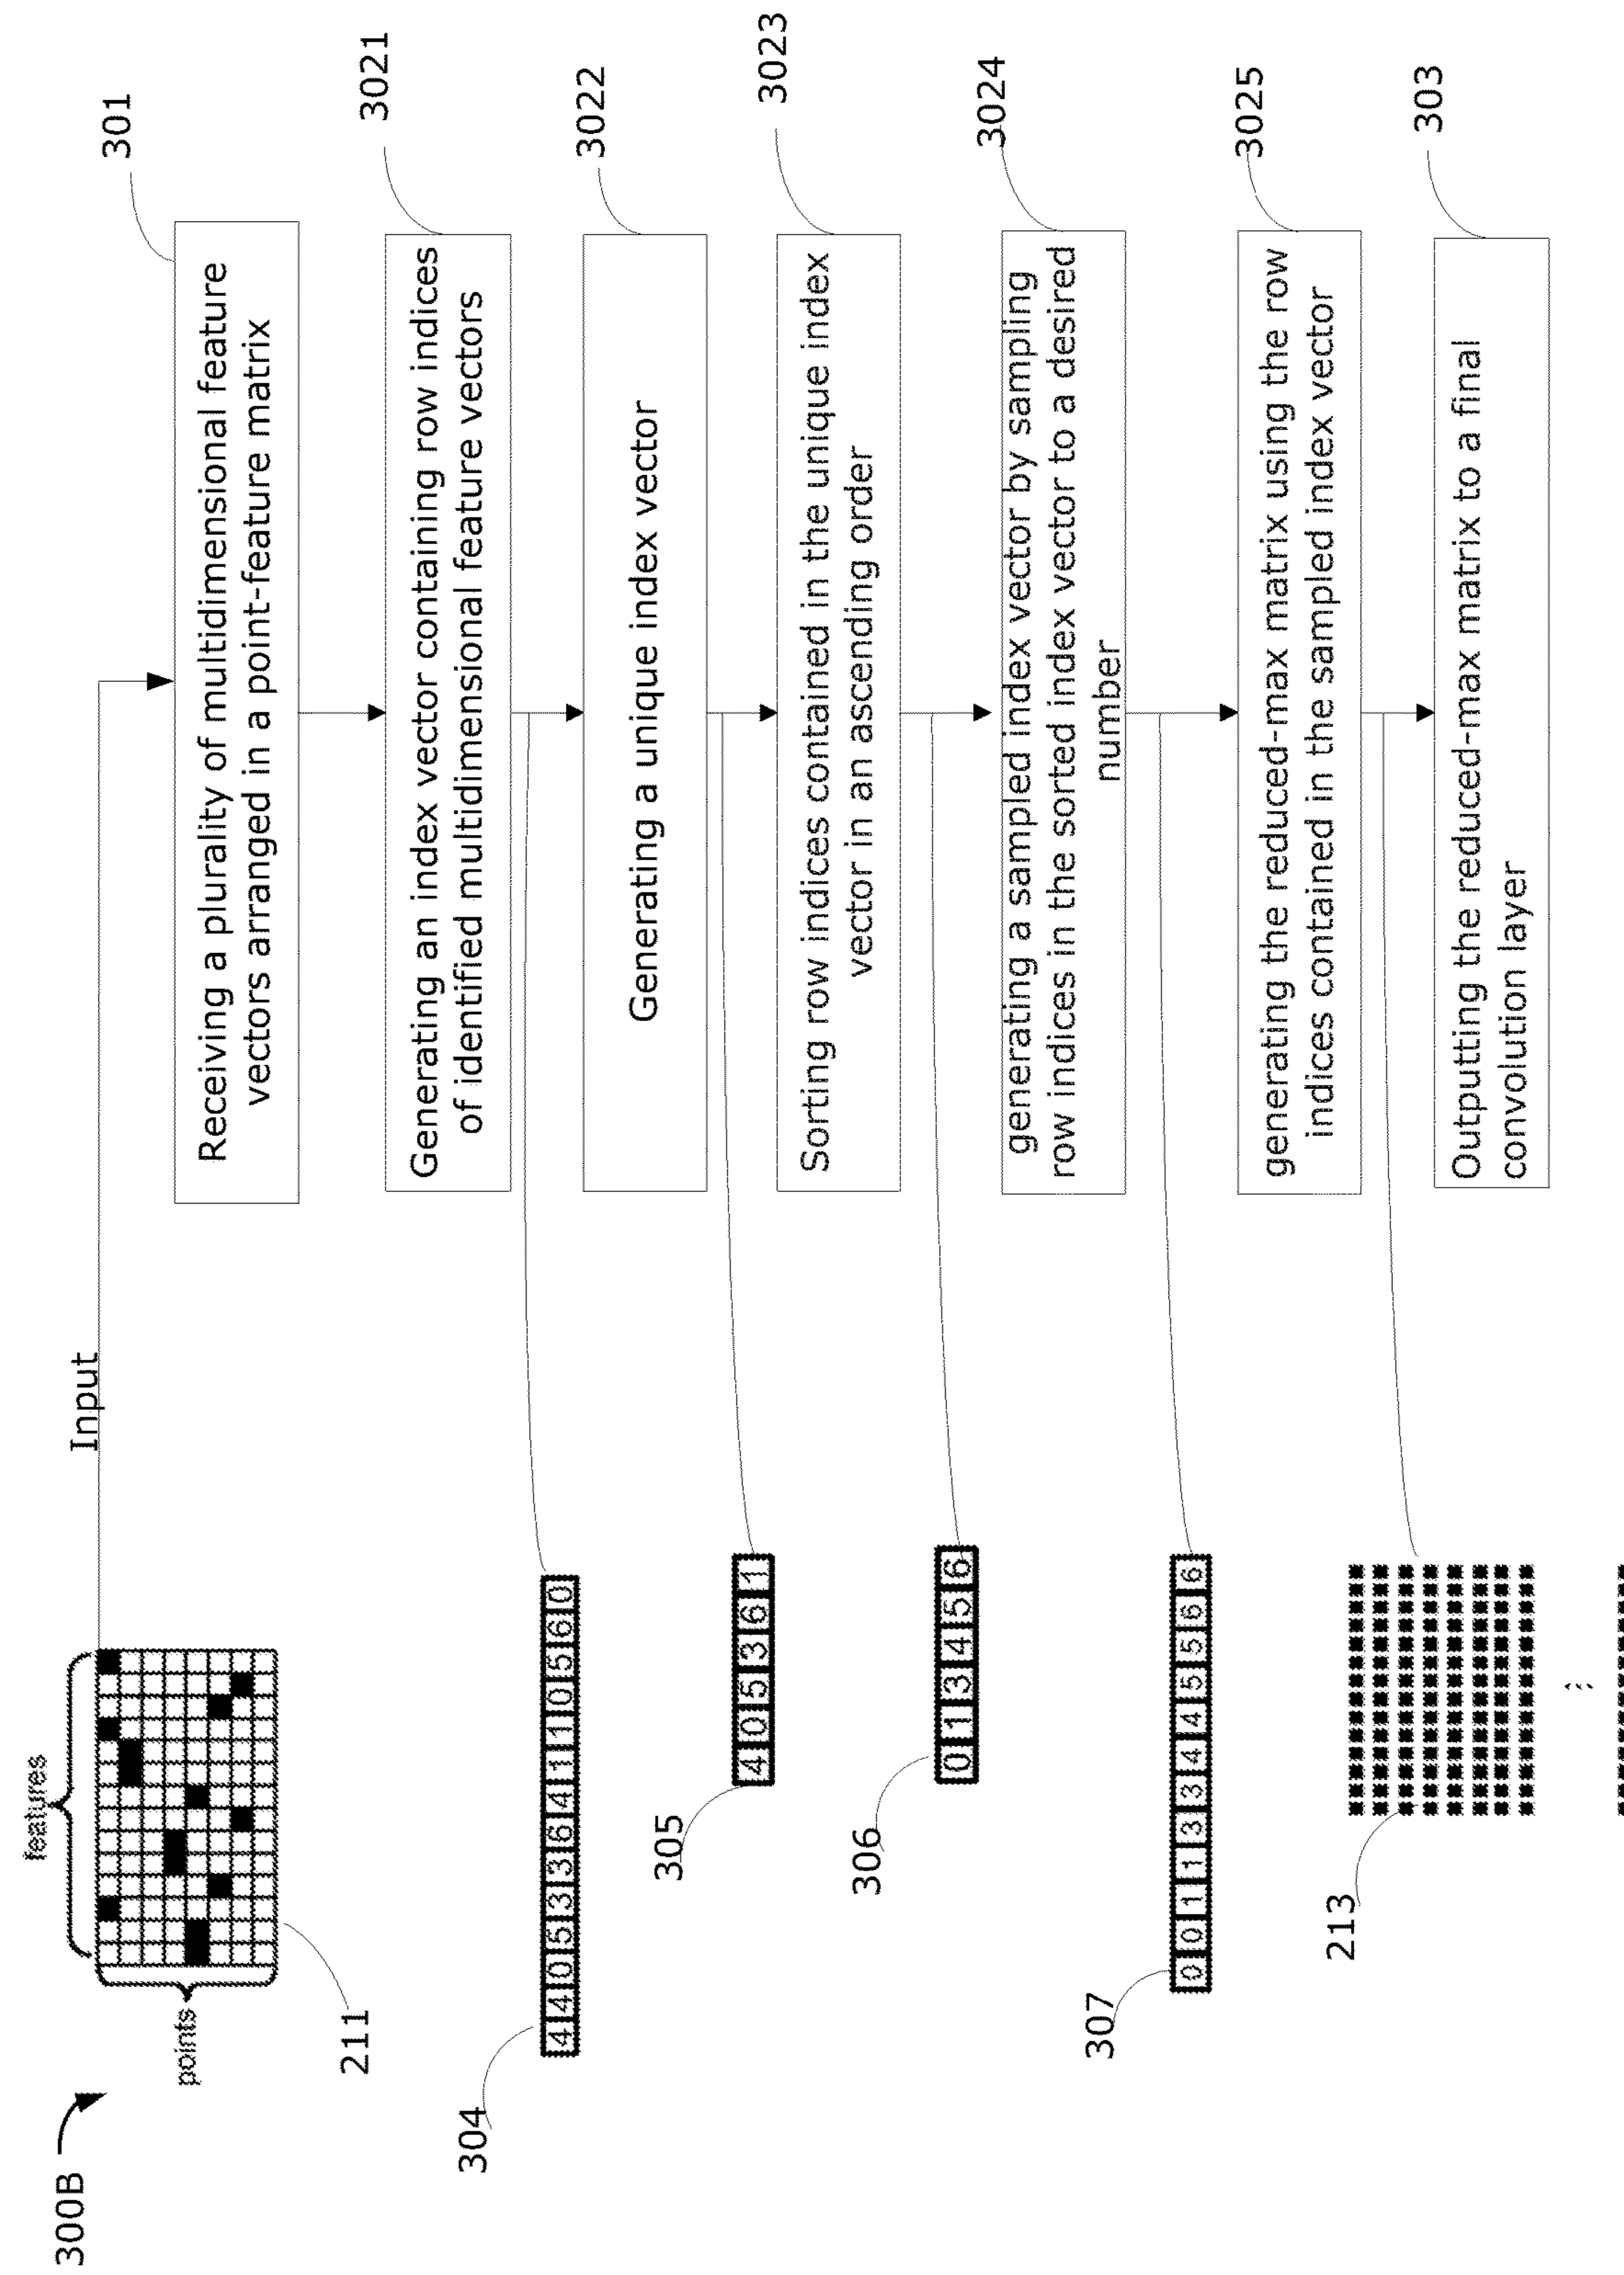 300B
features
points
211
Input
301
Receiving a plurality of multidimensional feature
vectors arranged in a point-feature matrix
3021
Generating an index vector containing row indices
of identified multidimensional feature vectors
304
4 4 0 5 3 3 6 4 1 1 0 5 6 0
3022
Generating a unique index vector
305
4 0 5 3 6 1
3023
Sorting row indices contained in the unique index
vector in an ascending order
306
0 1 3 4 5 6
3024
generating a sampled index vector by sampling
row indices in the sorted index vector to a desired
number
307
0 0 1 1 3 3 4 4 5 5 6 6
3025
generating the reduced-max matrix using the row
indices contained in the sampled index vector
213
303
Outputting the reduced-max matrix to a final
convolution layer